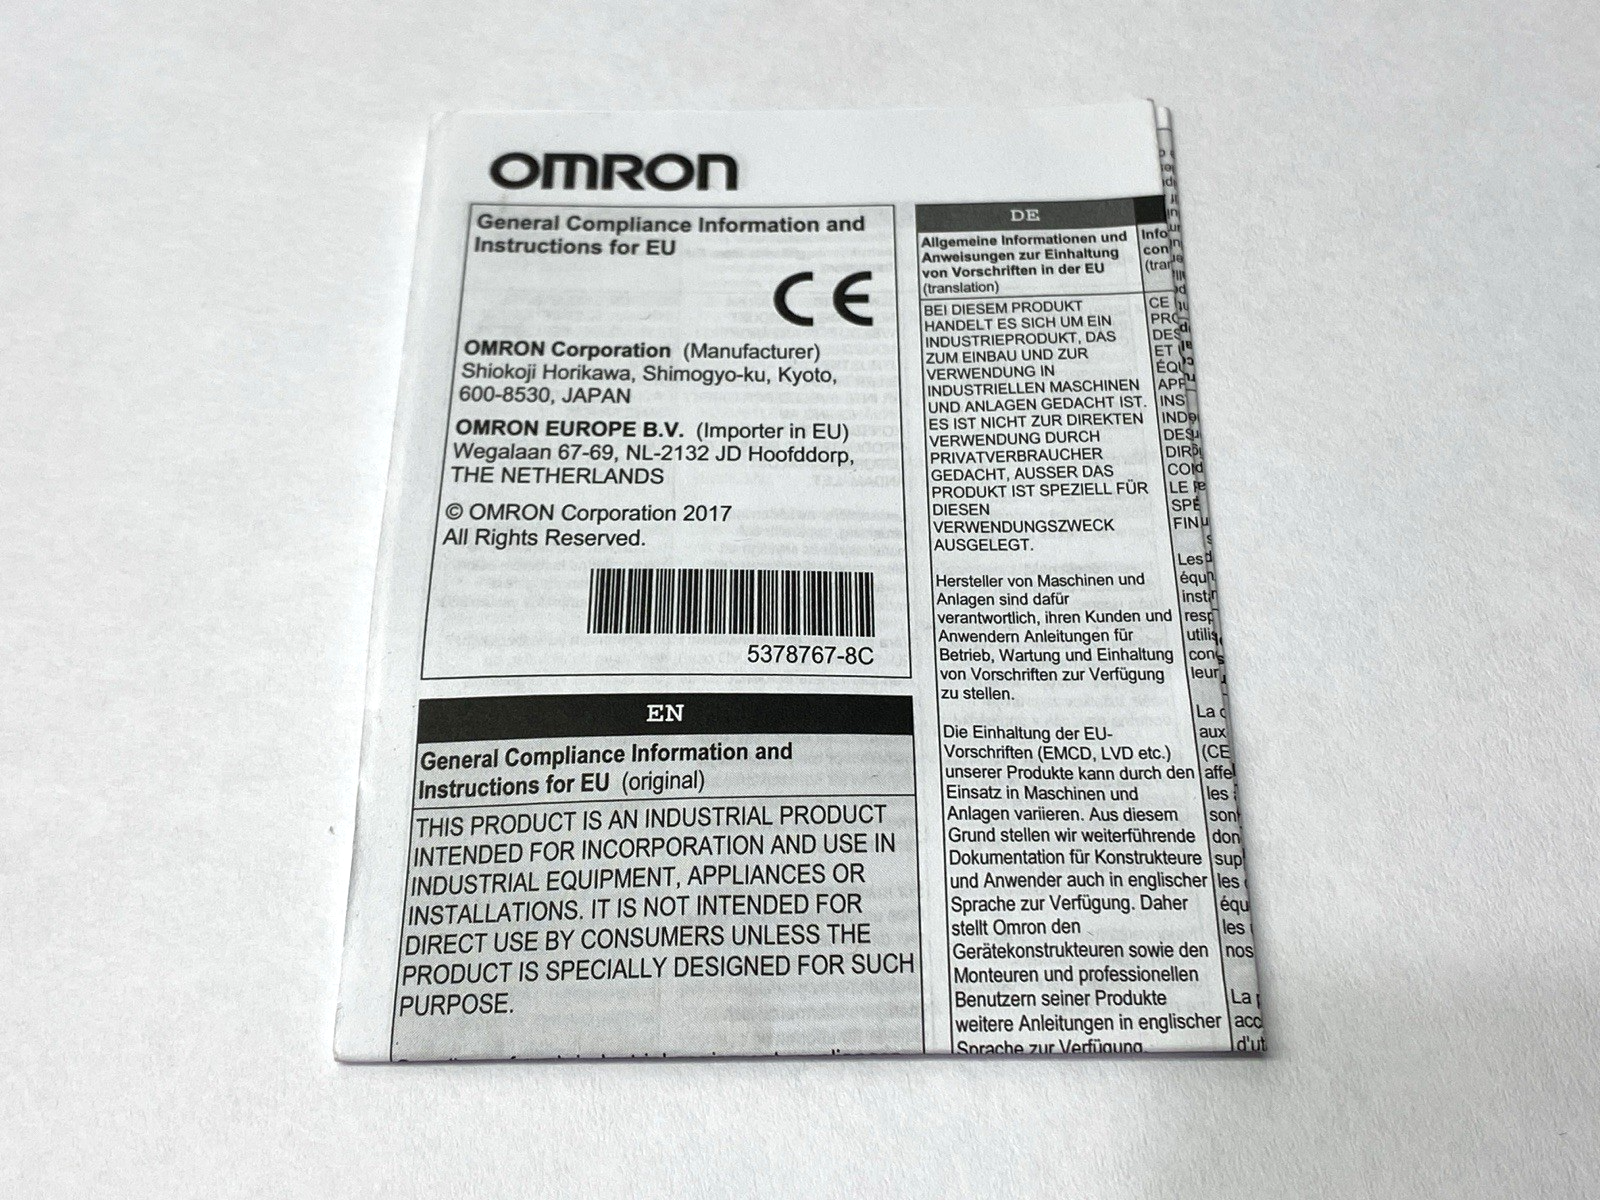 OMRON
General Compliance Information and
Instructions for EU
CE
OMRON Corporation (Manufacturer)
Shiokoji Horikawa, Shimogyo-ku, Kyoto,
600-8530, JAPAN
OMRON EUROPE B.V. (Importer in EU)
Wegalaan 67-69, NL-2132 JD Hoofddorp,
THE NETHERLANDS
© OMRON Corporation 2017
All Rights Reserved.
5378767-8C
EN
General Compliance Information and
Instructions for EU (original)
THIS PRODUCT IS AN INDUSTRIAL PRODUCT
INTENDED FOR INCORPORATION AND USE IN
INDUSTRIAL EQUIPMENT, APPLIANCES OR
INSTALLATIONS. IT IS NOT INTENDED FOR
DIRECT USE BY CONSUMERS UNLESS THE
PRODUCT IS SPECIALLY DESIGNED FOR SUCH
PURPOSE.
DE
Allgemeine Informationen und
Anweisungen zur Einhaltung
von Vorschriften in der EU
(translation)
BEI DIESEM PRODUKT
HANDELT ES SICH UM EIN
INDUSTRIEPRODUKT, DAS
ZUM EINBAU UND ZUR
VERWENDUNG IN
INDUSTRIELLEN MASCHINEN
UND ANLAGEN GEDACHT IST.
ES IST NICHT ZUR DIREKTEN
VERWENDUNG DURCH
PRIVATVERBRAUCHER
GEDACHT, AUSSER DAS
PRODUKT IST SPEZIELL FÜR
DIESEN
VERWENDUNGSZWECK
AUSGELEGT.
Hersteller von Maschinen und
Anlagen sind dafür
verantwortlich, ihren Kunden und
Anwendern Anleitungen für
Betrieb, Wartung und Einhaltung
von Vorschriften zur Verfügung
zu stellen.
Die Einhaltung der EU-
Vorschriften (EMCD, LVD etc.)
unserer Produkte kann durch den
Einsatz in Maschinen und
Anlagen variieren. Aus diesem
Grund stellen wir weiterführende
Dokumentation für Konstrukteure
und Anwender auch in englischer
Sprache zur Verfügung. Daher
stellt Omron den
Gerätekonstrukteuren sowie den
Monteuren und professionellen
Benutzern seiner Produkte
weitere Anleitungen in englischer
Sprache zur Verfügung.
CE
ET
Les
La